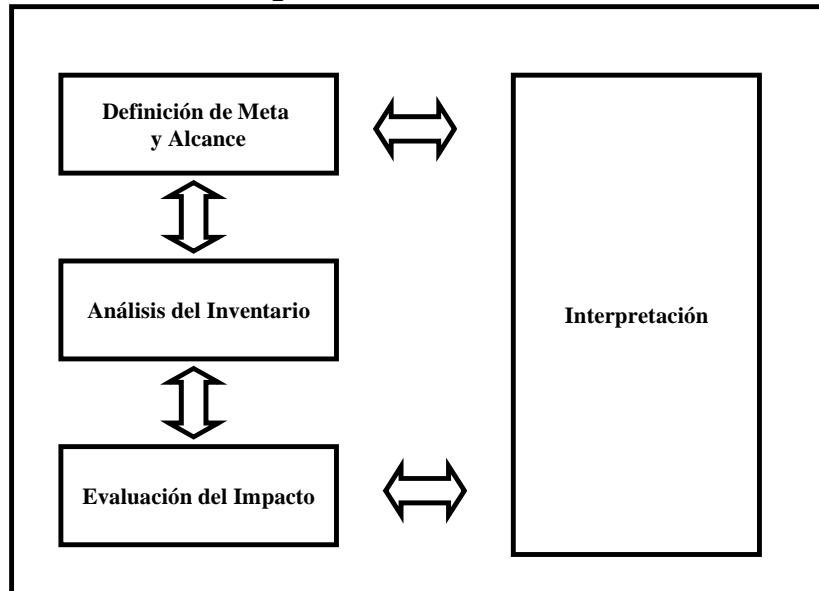 Definición de Meta
y Alcance
Análisis del Inventario
Interpretación
Evaluación del Impacto